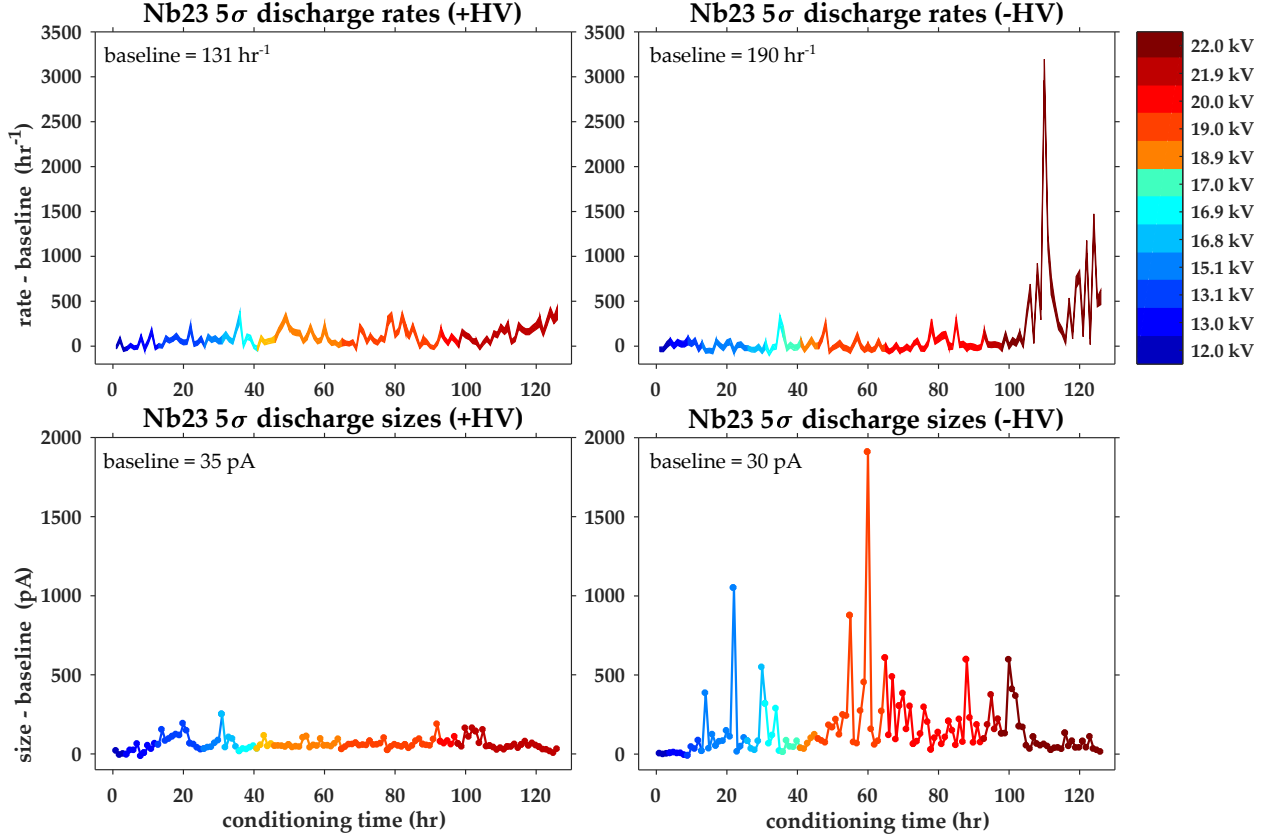 Nb23 5σ discharge rates (+HV)
baseline = 131 hr-1
rate - baseline (hr-1)
3500
3000
2500
2000
1500
1000
500
0
0 20 40 60 80 100 120
Nb23 5σ discharge rates (-HV)
baseline = 190 hr-1
3500
3000
2500
2000
1500
1000
500
0
0 20 40 60 80 100 120
22.0 kV
21.9 kV
20.0 kV
19.0 kV
18.9 kV
17.0 kV
16.9 kV
16.8 kV
15.1 kV
13.1 kV
13.0 kV
12.0 kV
Nb23 5σ discharge sizes (+HV)
baseline = 35 pA
size - baseline (pA)
2000
1500
1000
500
0
0 20 40 60 80 100 120
conditioning time (hr)
Nb23 5σ discharge sizes (-HV)
baseline = 30 pA
2000
1500
1000
500
0
0 20 40 60 80 100 120
conditioning time (hr)